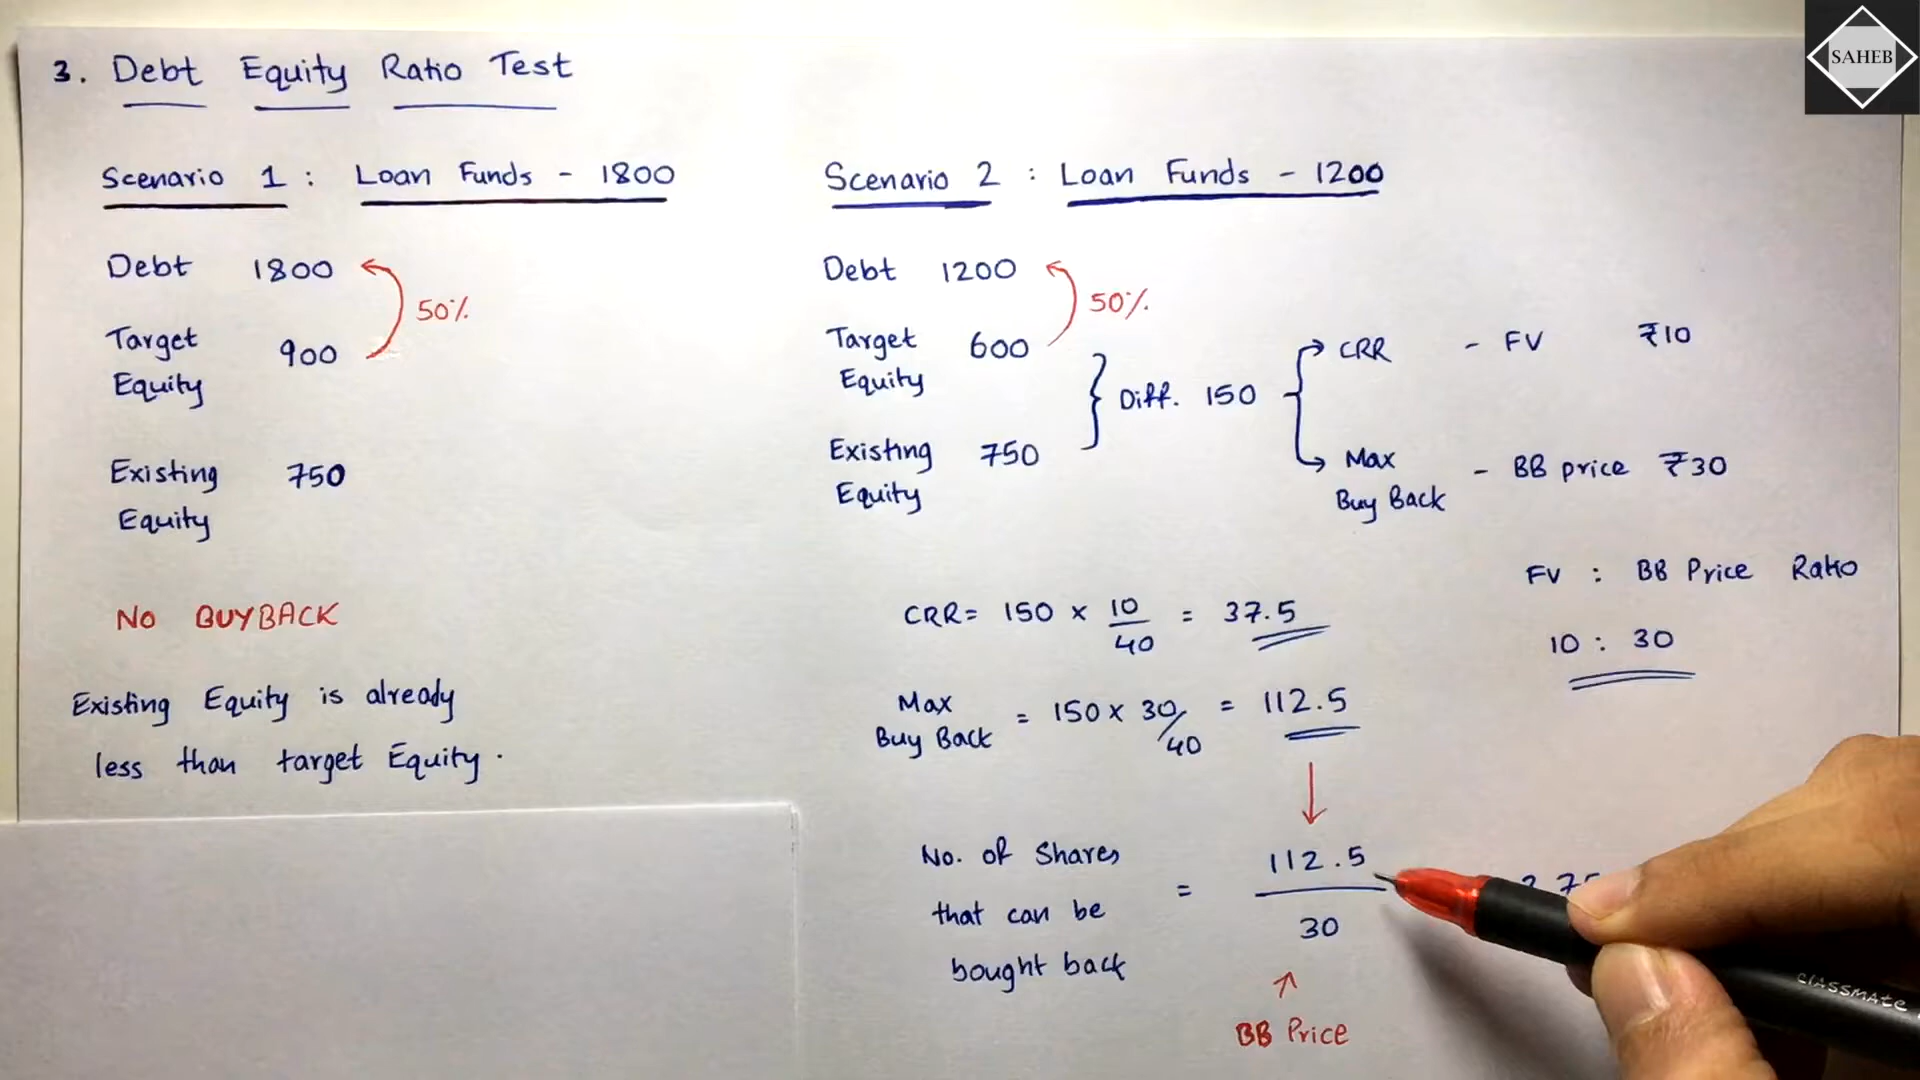 SAHEB
3. Debt Equity Ratio Test
Scenario 1 : Loan Funds - 1800
Debt 1800
50%
Target 900
Equity
Existing 750
Equity
NO BUYBACK
Existing Equity is already
less than target Equity.
Scenario 2 : Loan Funds - 1200
Debt 1200
50%
Target 600
Equity
Existing 750
Equity
Diff. 150
CRR - FV ₹10
Max - BB price ₹30
Buy Back
FV : BB Price Ratio
10 : 30
CRR = 150 × 10/40 = 37.5
Max
Buy Back = 150 × 30/40 = 112.5
No. of Shares
that can be
bought back
= 112.5
30
BB Price
classmate